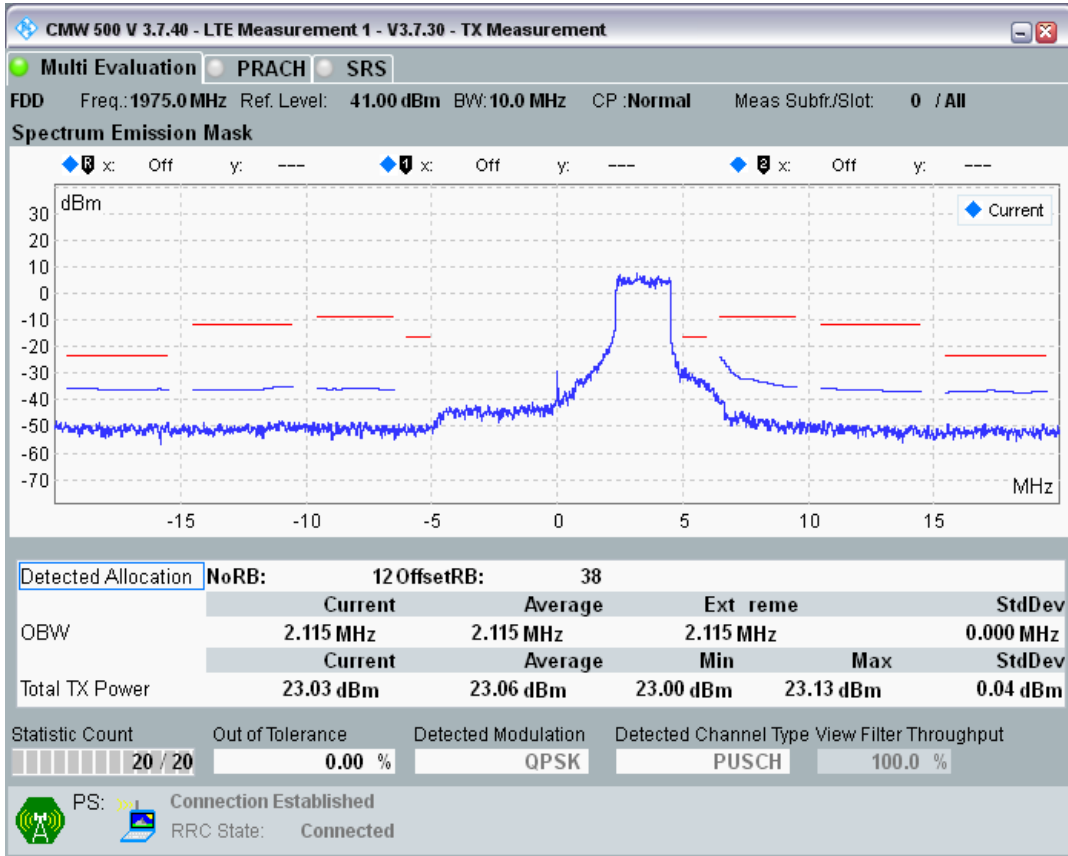 CMW 500 V 3.7.40 - LTE Measurement 1 - V3.7.30 - TX Measurement
Multi Evaluation PRACH SRS
FDD Freq.: 1975.0 MHz Ref. Level: 41.00 dBm BW: 10.0 MHz CP :Normal Meas Subfr./Slot: 0 / All
Spectrum Emission Mask
R x: Off y: --- 1 x: Off y: --- 2 x: Off y: ---
dBm
Current
30
20
10
0
-10
-20
-30
-40
-50
-60
-70
MHz
-15 -10 -5 0 5 10 15
Detected Allocation NoRB: 12 OffsetRB: 38
Current Average Ext reme StdDev
OBW 2.115 MHz 2.115 MHz 2.115 MHz 0.000 MHz
Current Average Min Max StdDev
Total TX Power 23.03 dBm 23.06 dBm 23.00 dBm 23.13 dBm 0.04 dBm
Statistic Count Out of Tolerance Detected Modulation Detected Channel Type View Filter Throughput
20 / 20 0.00 % QPSK PUSCH 100.0 %
PS: Connection Established
RRC State: Connected